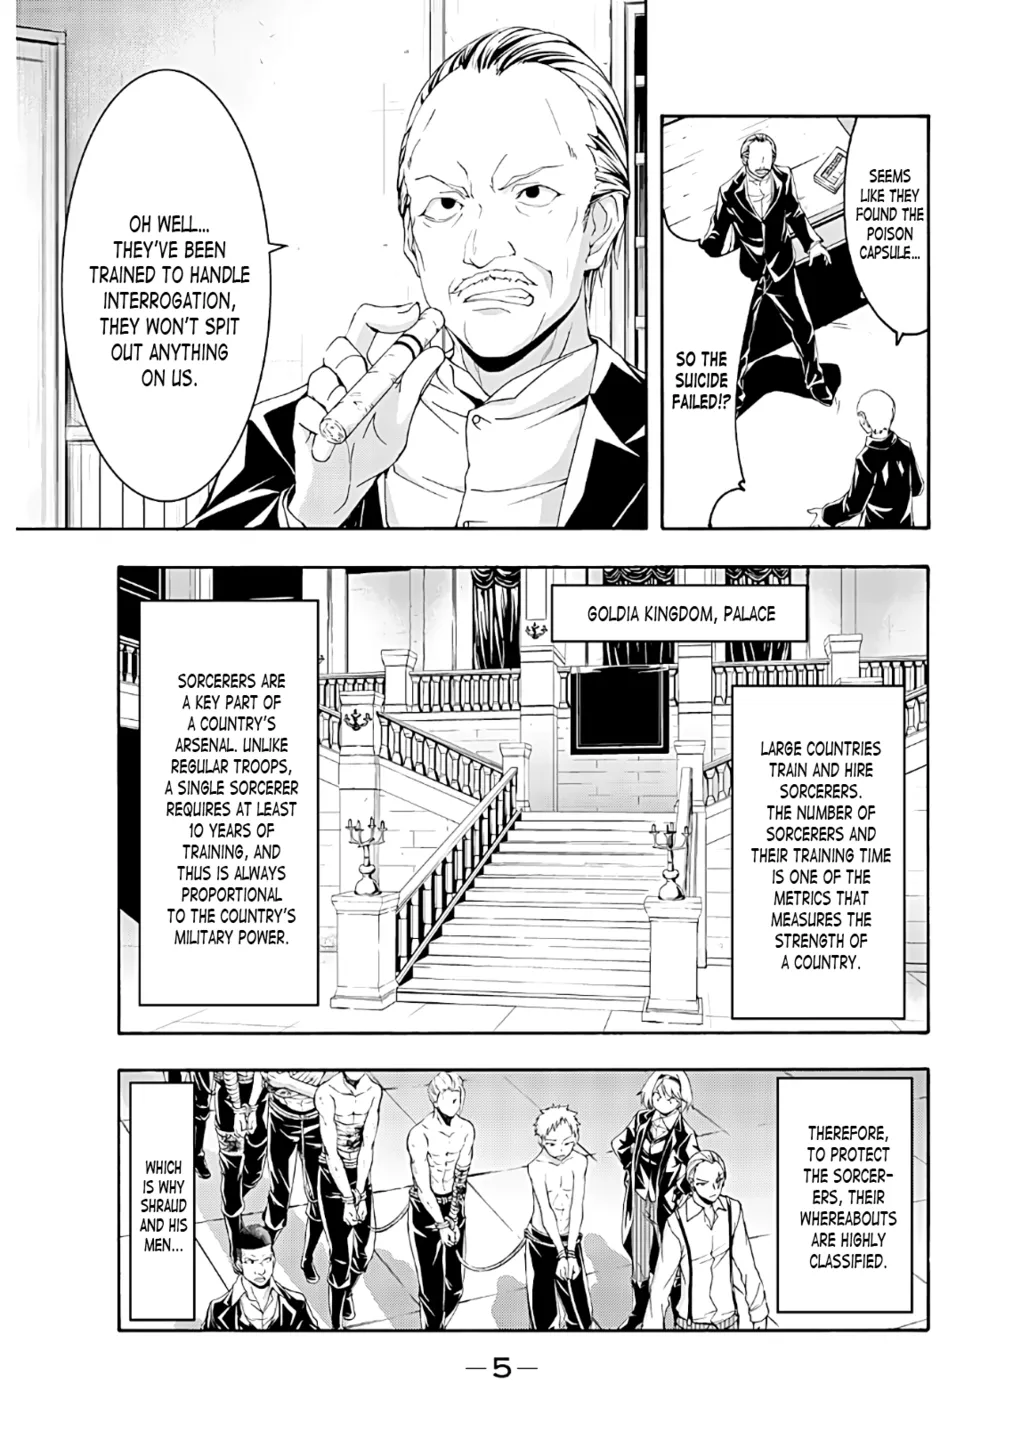 SEEMS
LIKE THEY
FOUND THE
POISON
CAPSULE...
SO THE
SUICIDE
FAILED!?
OH WELL...
THEY'VE BEEN
TRAINED TO HANDLE
INTERROGATION,
THEY WON'T SPIT
OUT ANYTHING
ON US.
GOLDIA KINGDOM, PALACE
LARGE COUNTRIES
TRAIN AND HIRE
SORCERERS.
THE NUMBER OF
SORCERERS AND
THEIR TRAINING TIME
IS ONE OF THE
METRICS THAT
MEASURES THE
STRENGTH OF
A COUNTRY.
SORCERERS ARE
A KEY PART OF
A COUNTRY'S
ARSENAL. UNLIKE
REGULAR TROOPS,
A SINGLE SORCERER
REQUIRES AT LEAST
10 YEARS OF
TRAINING, AND
THUS IS ALWAYS
PROPORTIONAL
TO THE COUNTRY'S
MILITARY POWER.
THEREFORE,
TO PROTECT
THE SORCER-
ERS, THEIR
WHEREABOUTS
ARE HIGHLY
CLASSIFIED.
WHICH
IS WHY
SHRAUD
AND HIS
MEN...
—5—